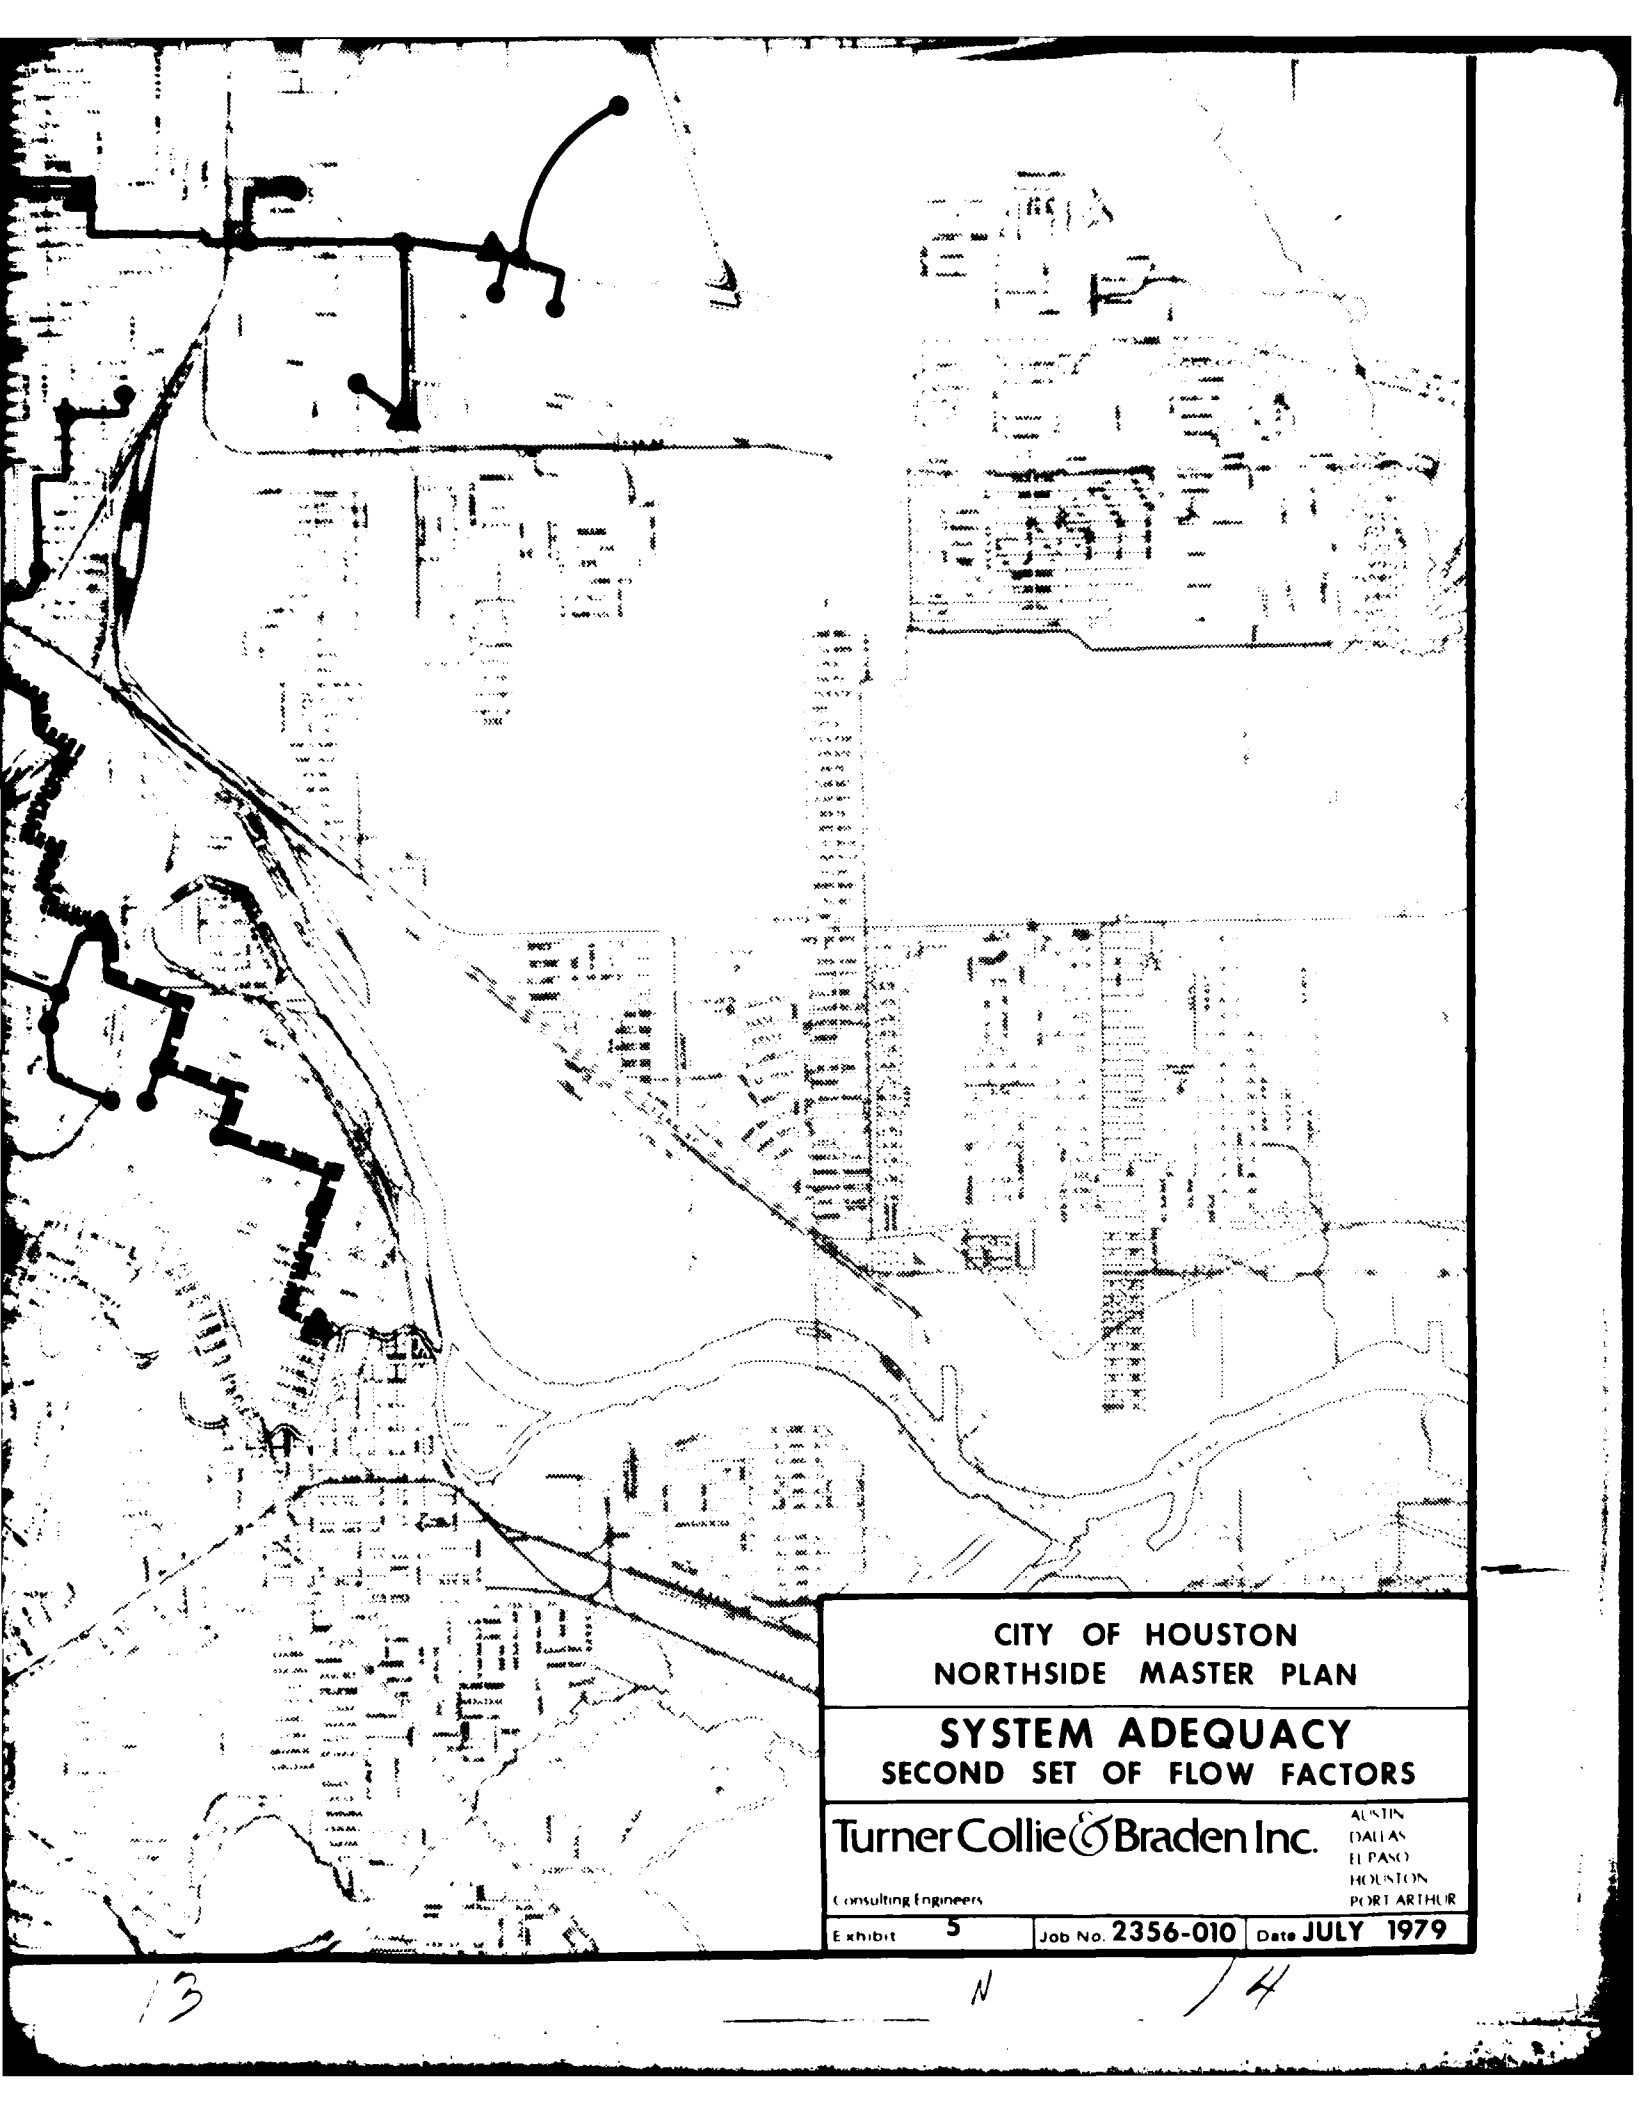 CITY OF HOUSTON
NORTHSIDE MASTER PLAN
SYSTEM ADEQUACY
SECOND SET OF FLOW FACTORS
Turner Collie & Braden Inc.
AUSTIN
DALLAS
EL PASO
HOUSTON
PORT ARTHUR
Consulting Engineers
Exhibit 5 Job No. 2356-010 Date JULY 1979
13 N 14